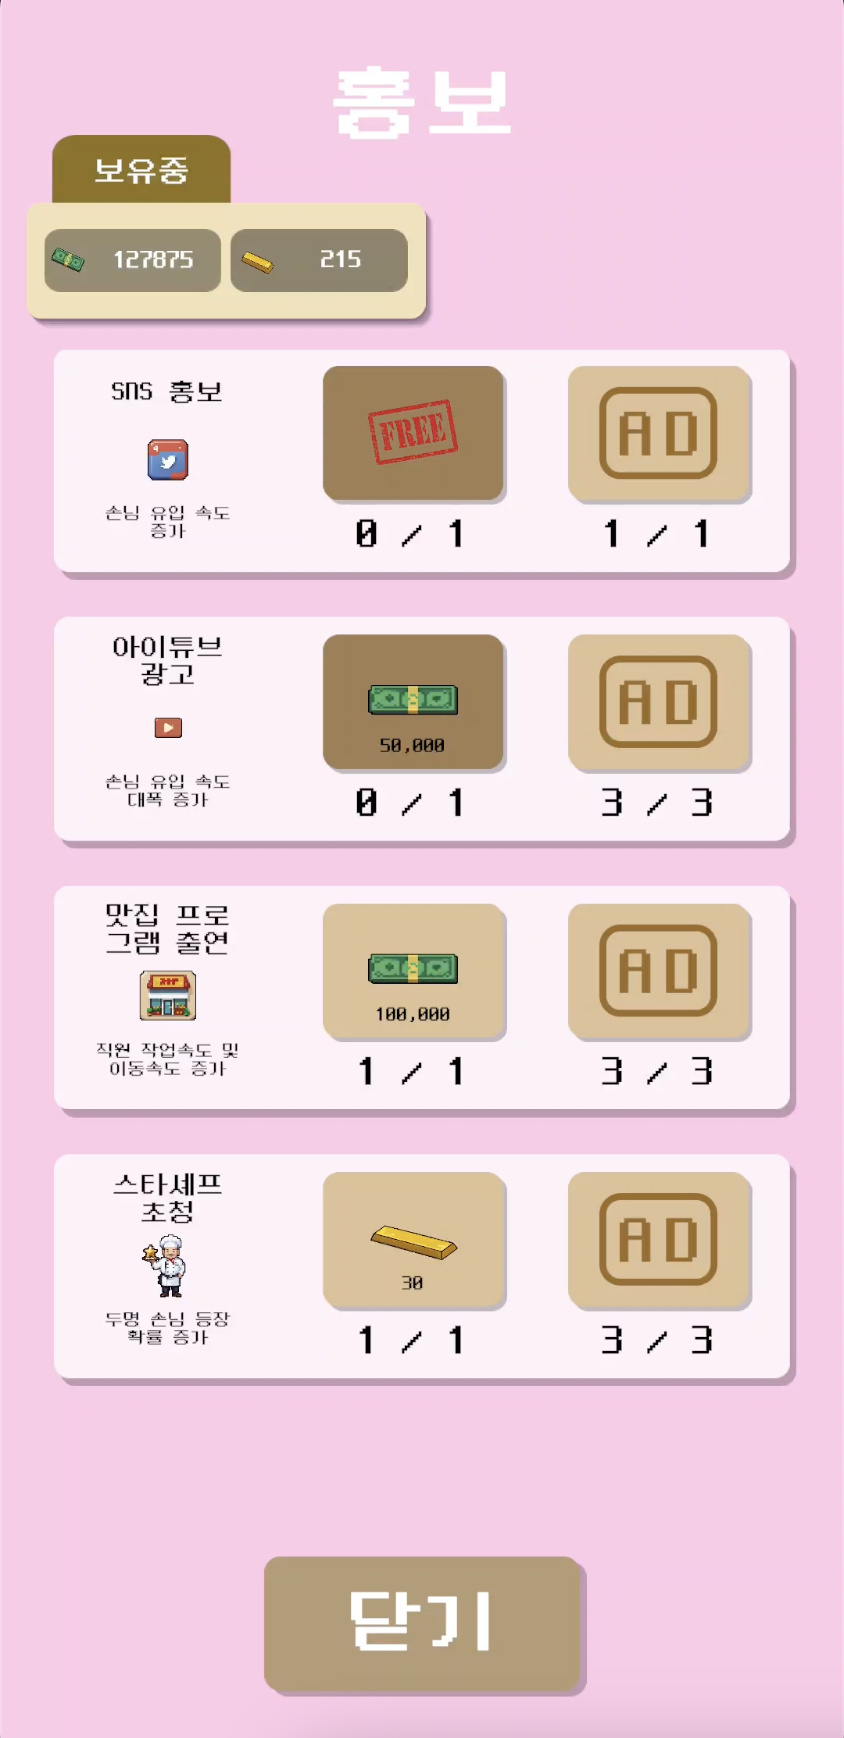 홍보
보유중
127875 215
SNS 홍보
손님 유입 속도
증가
FREE
0 / 1
AD
1 / 1
아이튜브
광고
손님 유입 속도
대폭 증가
50,000
0 / 1
AD
3 / 3
맛집 프로
그램 출연
직원 작업속도 및
이동속도 증가
100,000
1 / 1
AD
3 / 3
스타셰프
초청
두명 손님 등장
확률 증가
30
1 / 1
AD
3 / 3
닫기